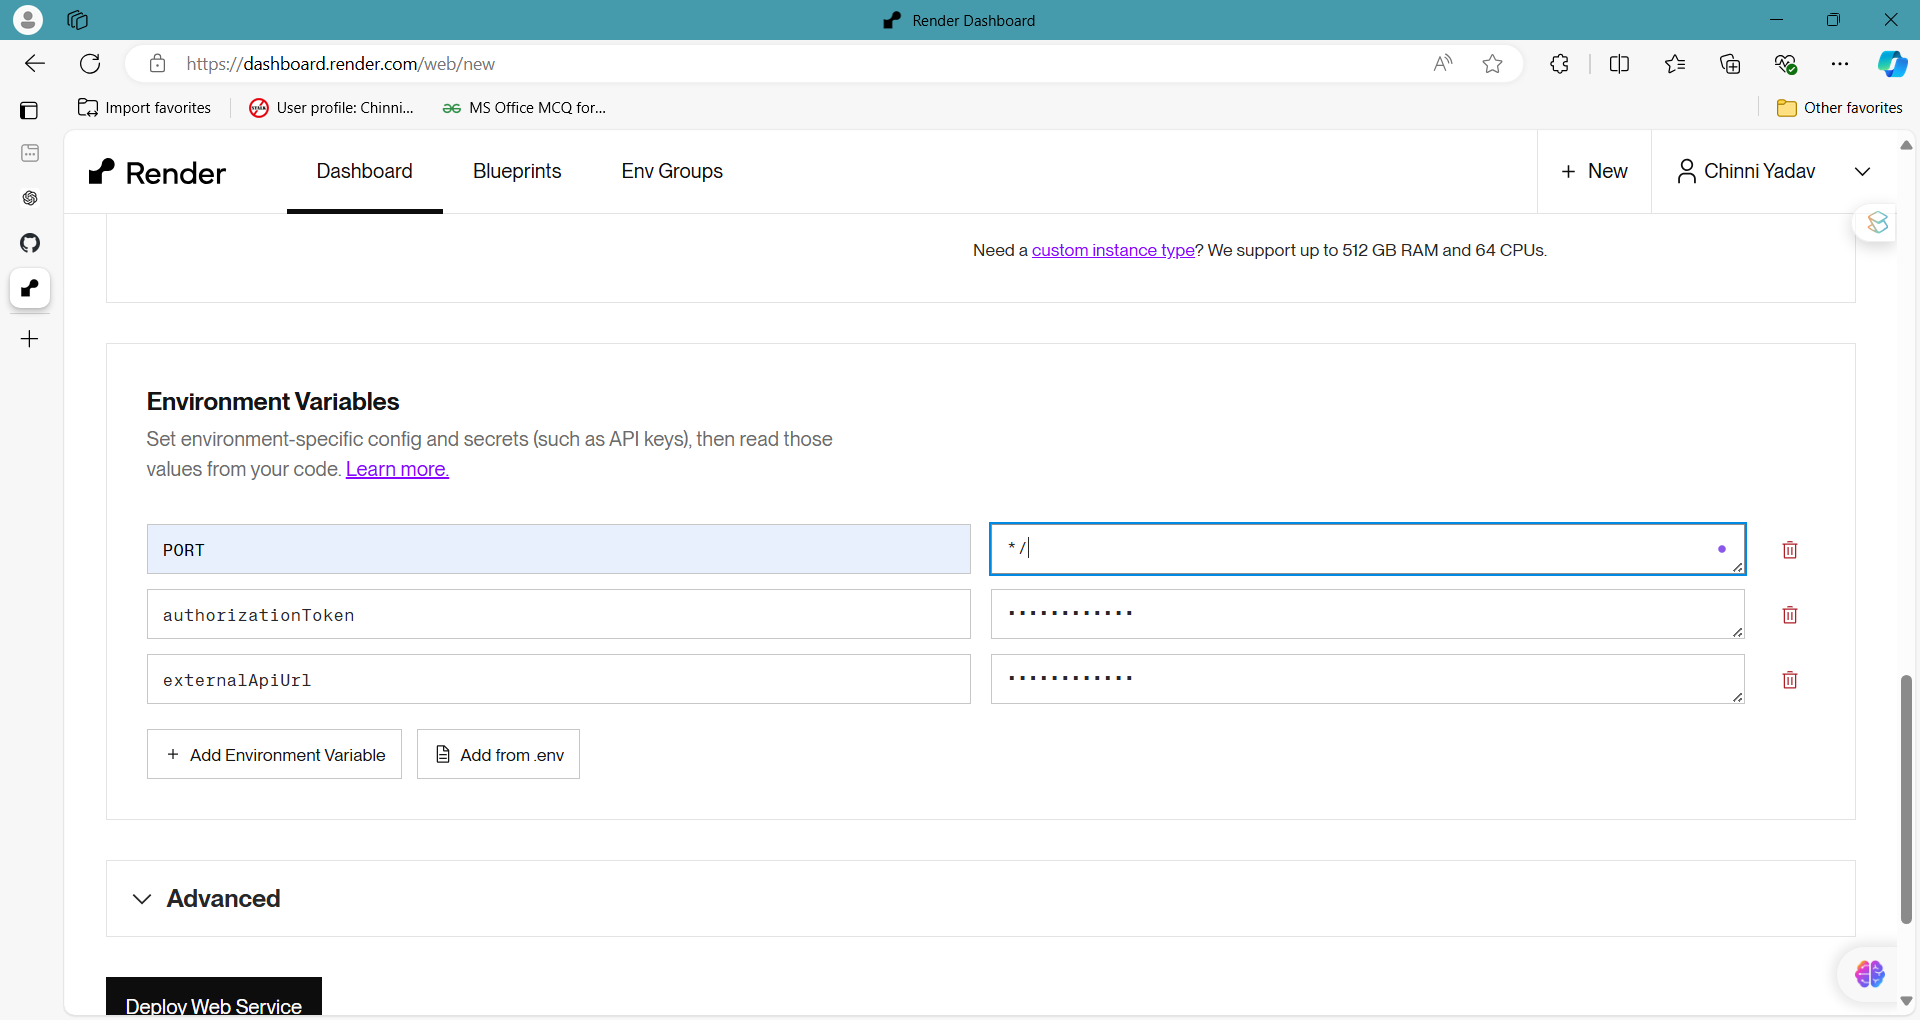 Render Dashboard
https://dashboard.render.com/web/new
Import favorites
User profile: Chinni...
MS Office MCQ for...
Other favorites
Render
Dashboard
Blueprints
Env Groups
+ New
Chinni Yadav
Need a custom instance type? We support up to 512 GB RAM and 64 CPUs.
Environment Variables
Set environment-specific config and secrets (such as API keys), then read those
values from your code. Learn more.
PORT
*/
authorizationToken
••••••••••••
externalApiUrl
••••••••••••
+ Add Environment Variable
Add from .env
Advanced
Deploy Web Service